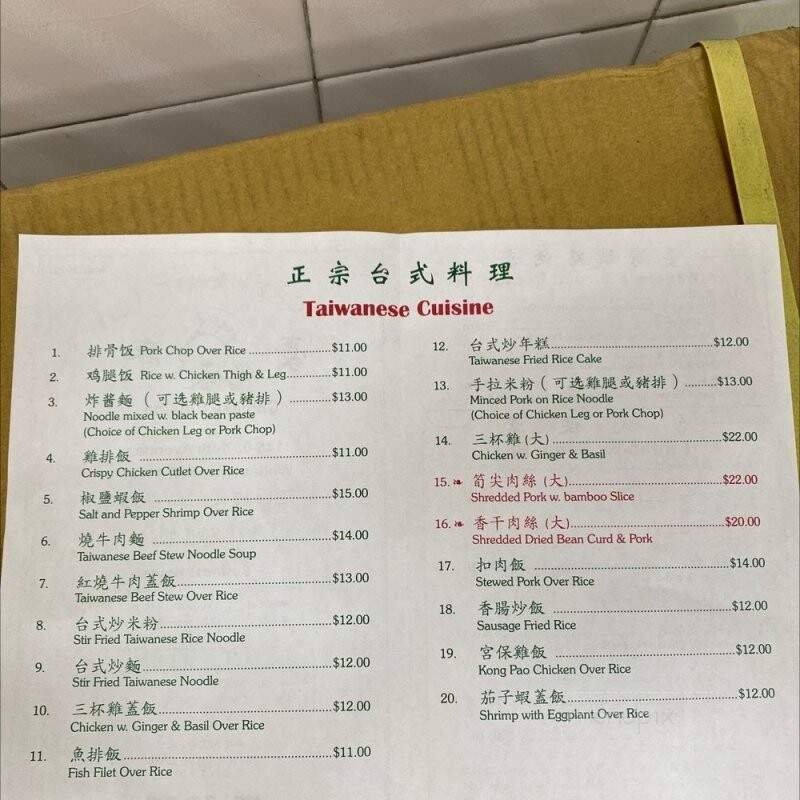 正宗台式料理
Taiwanese Cuisine
1. 排骨饭 Pork Chop Over Rice ..................$11.00
2. 鸡腿饭 Rice w. Chicken Thigh & Leg..........$11.00
3. 炸酱麵（可选雞腿或豬排）..........$13.00
Noodle mixed w. black bean paste
(Choice of Chicken Leg or Pork Chop)
4. 雞排飯 ..........$11.00
Crispy Chicken Cutlet Over Rice
5. 椒鹽蝦飯 ..........$15.00
Salt and Pepper Shrimp Over Rice
6. 燒牛肉麵 ..........$14.00
Taiwanese Beef Stew Noodle Soup
7. 紅燒牛肉蓋飯..........$13.00
Taiwanese Beef Stew Over Rice
8. 台式炒米粉..........$12.00
Stir Fried Taiwanese Rice Noodle
9. 台式炒麵..........$12.00
Stir Fried Taiwanese Noodle
10. 三杯雞蓋飯..........$12.00
Chicken w. Ginger & Basil Over Rice
11. 魚排飯..........$11.00
Fish Filet Over Rice
12. 台式炒年糕..........$12.00
Taiwanese Fried Rice Cake
13. 手拉米粉（可选雞腿或豬排）..........$13.00
Minced Pork on Rice Noodle
(Choice of Chicken Leg or Pork Chop)
14. 三杯雞(大)..........$22.00
Chicken w. Ginger & Basil
15. 筍尖肉絲(大)..........$22.00
Shredded Pork w. bamboo Slice
16. 香干肉絲(大)..........$20.00
Shredded Dried Bean Curd & Pork
17. 扣肉飯 ..........$14.00
Stewed Pork Over Rice
18. 香腸炒飯 ..........$12.00
Sausage Fried Rice
19. 宮保雞飯 ..........$12.00
Kong Pao Chicken Over Rice
20. 茄子蝦蓋飯..........$12.00
Shrimp with Eggplant Over Rice